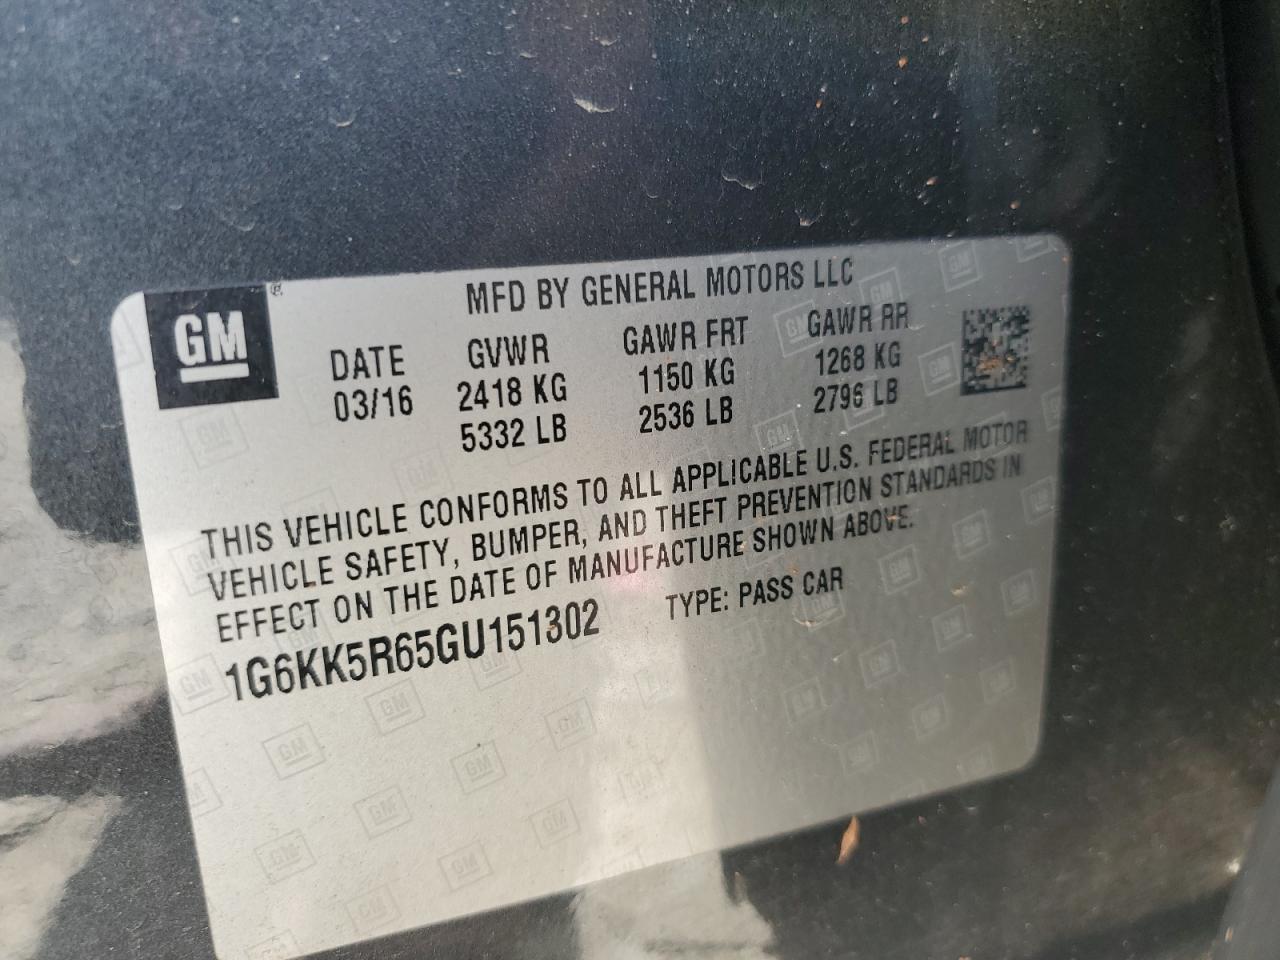 GM
MFD BY GENERAL MOTORS LLC
DATE GVWR GAWR FRT GAWR RR
03/16 2418 KG 1150 KG 1268 KG
5332 LB 2536 LB 2796 LB
THIS VEHICLE CONFORMS TO ALL APPLICABLE U.S. FEDERAL MOTOR
VEHICLE SAFETY, BUMPER, AND THEFT PREVENTION STANDARDS IN
EFFECT ON THE DATE OF MANUFACTURE SHOWN ABOVE.
1G6KK5R65GU151302 TYPE: PASS CAR